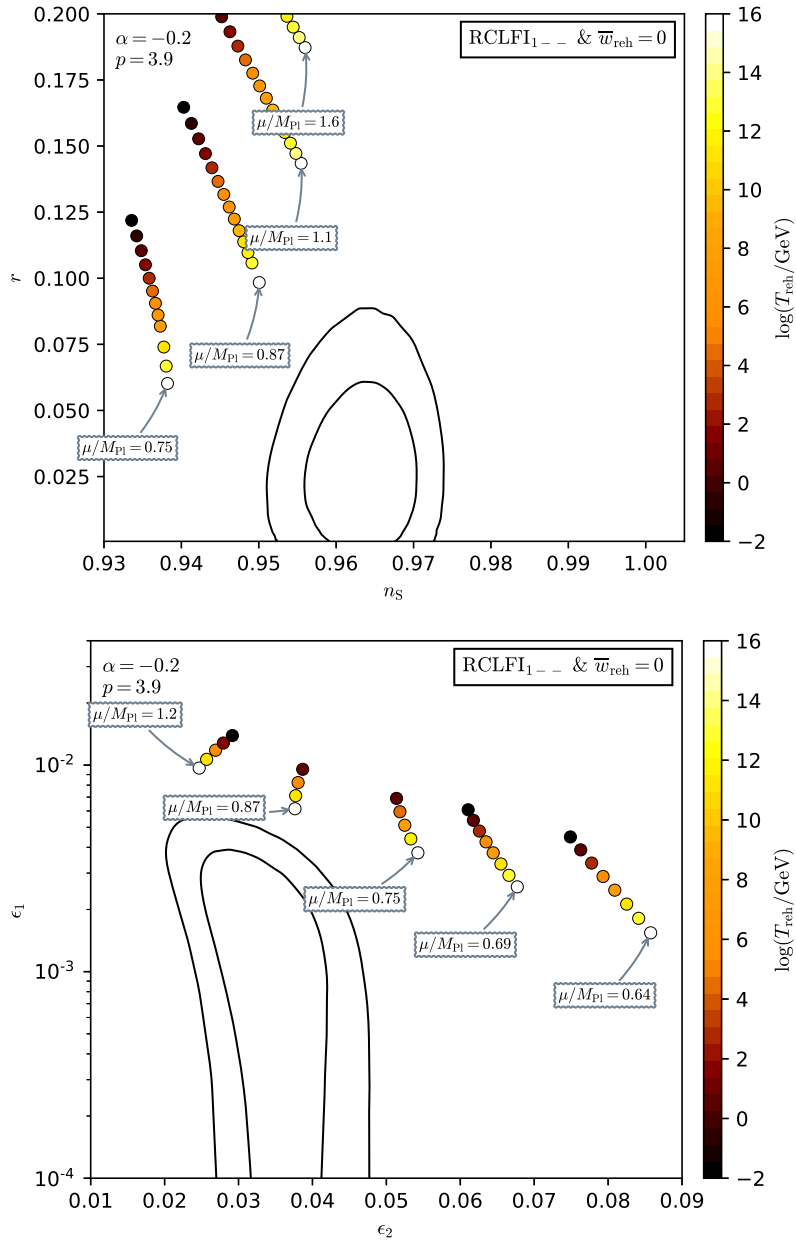 0.200
0.175
0.150
0.125
0.100
0.075
0.050
0.025
r
α = −0.2
p = 3.9
RCLFI₁₋₋ & w̅reh = 0
μ/MPl = 1.6
μ/MPl = 1.1
μ/MPl = 0.87
μ/MPl = 0.75
0.93 0.94 0.95 0.96 0.97 0.98 0.99 1.00
nS
16
14
12
10
8
6
4
2
0
−2
log(Treh/GeV)
α = −0.2
p = 3.9
RCLFI₁₋₋ & w̅reh = 0
μ/MPl = 1.2
μ/MPl = 0.87
μ/MPl = 0.75
μ/MPl = 0.69
μ/MPl = 0.64
10⁻²
10⁻³
10⁻⁴
ϵ₁
0.01 0.02 0.03 0.04 0.05 0.06 0.07 0.08 0.09
ϵ₂
16
14
12
10
8
6
4
2
0
−2
log(Treh/GeV)